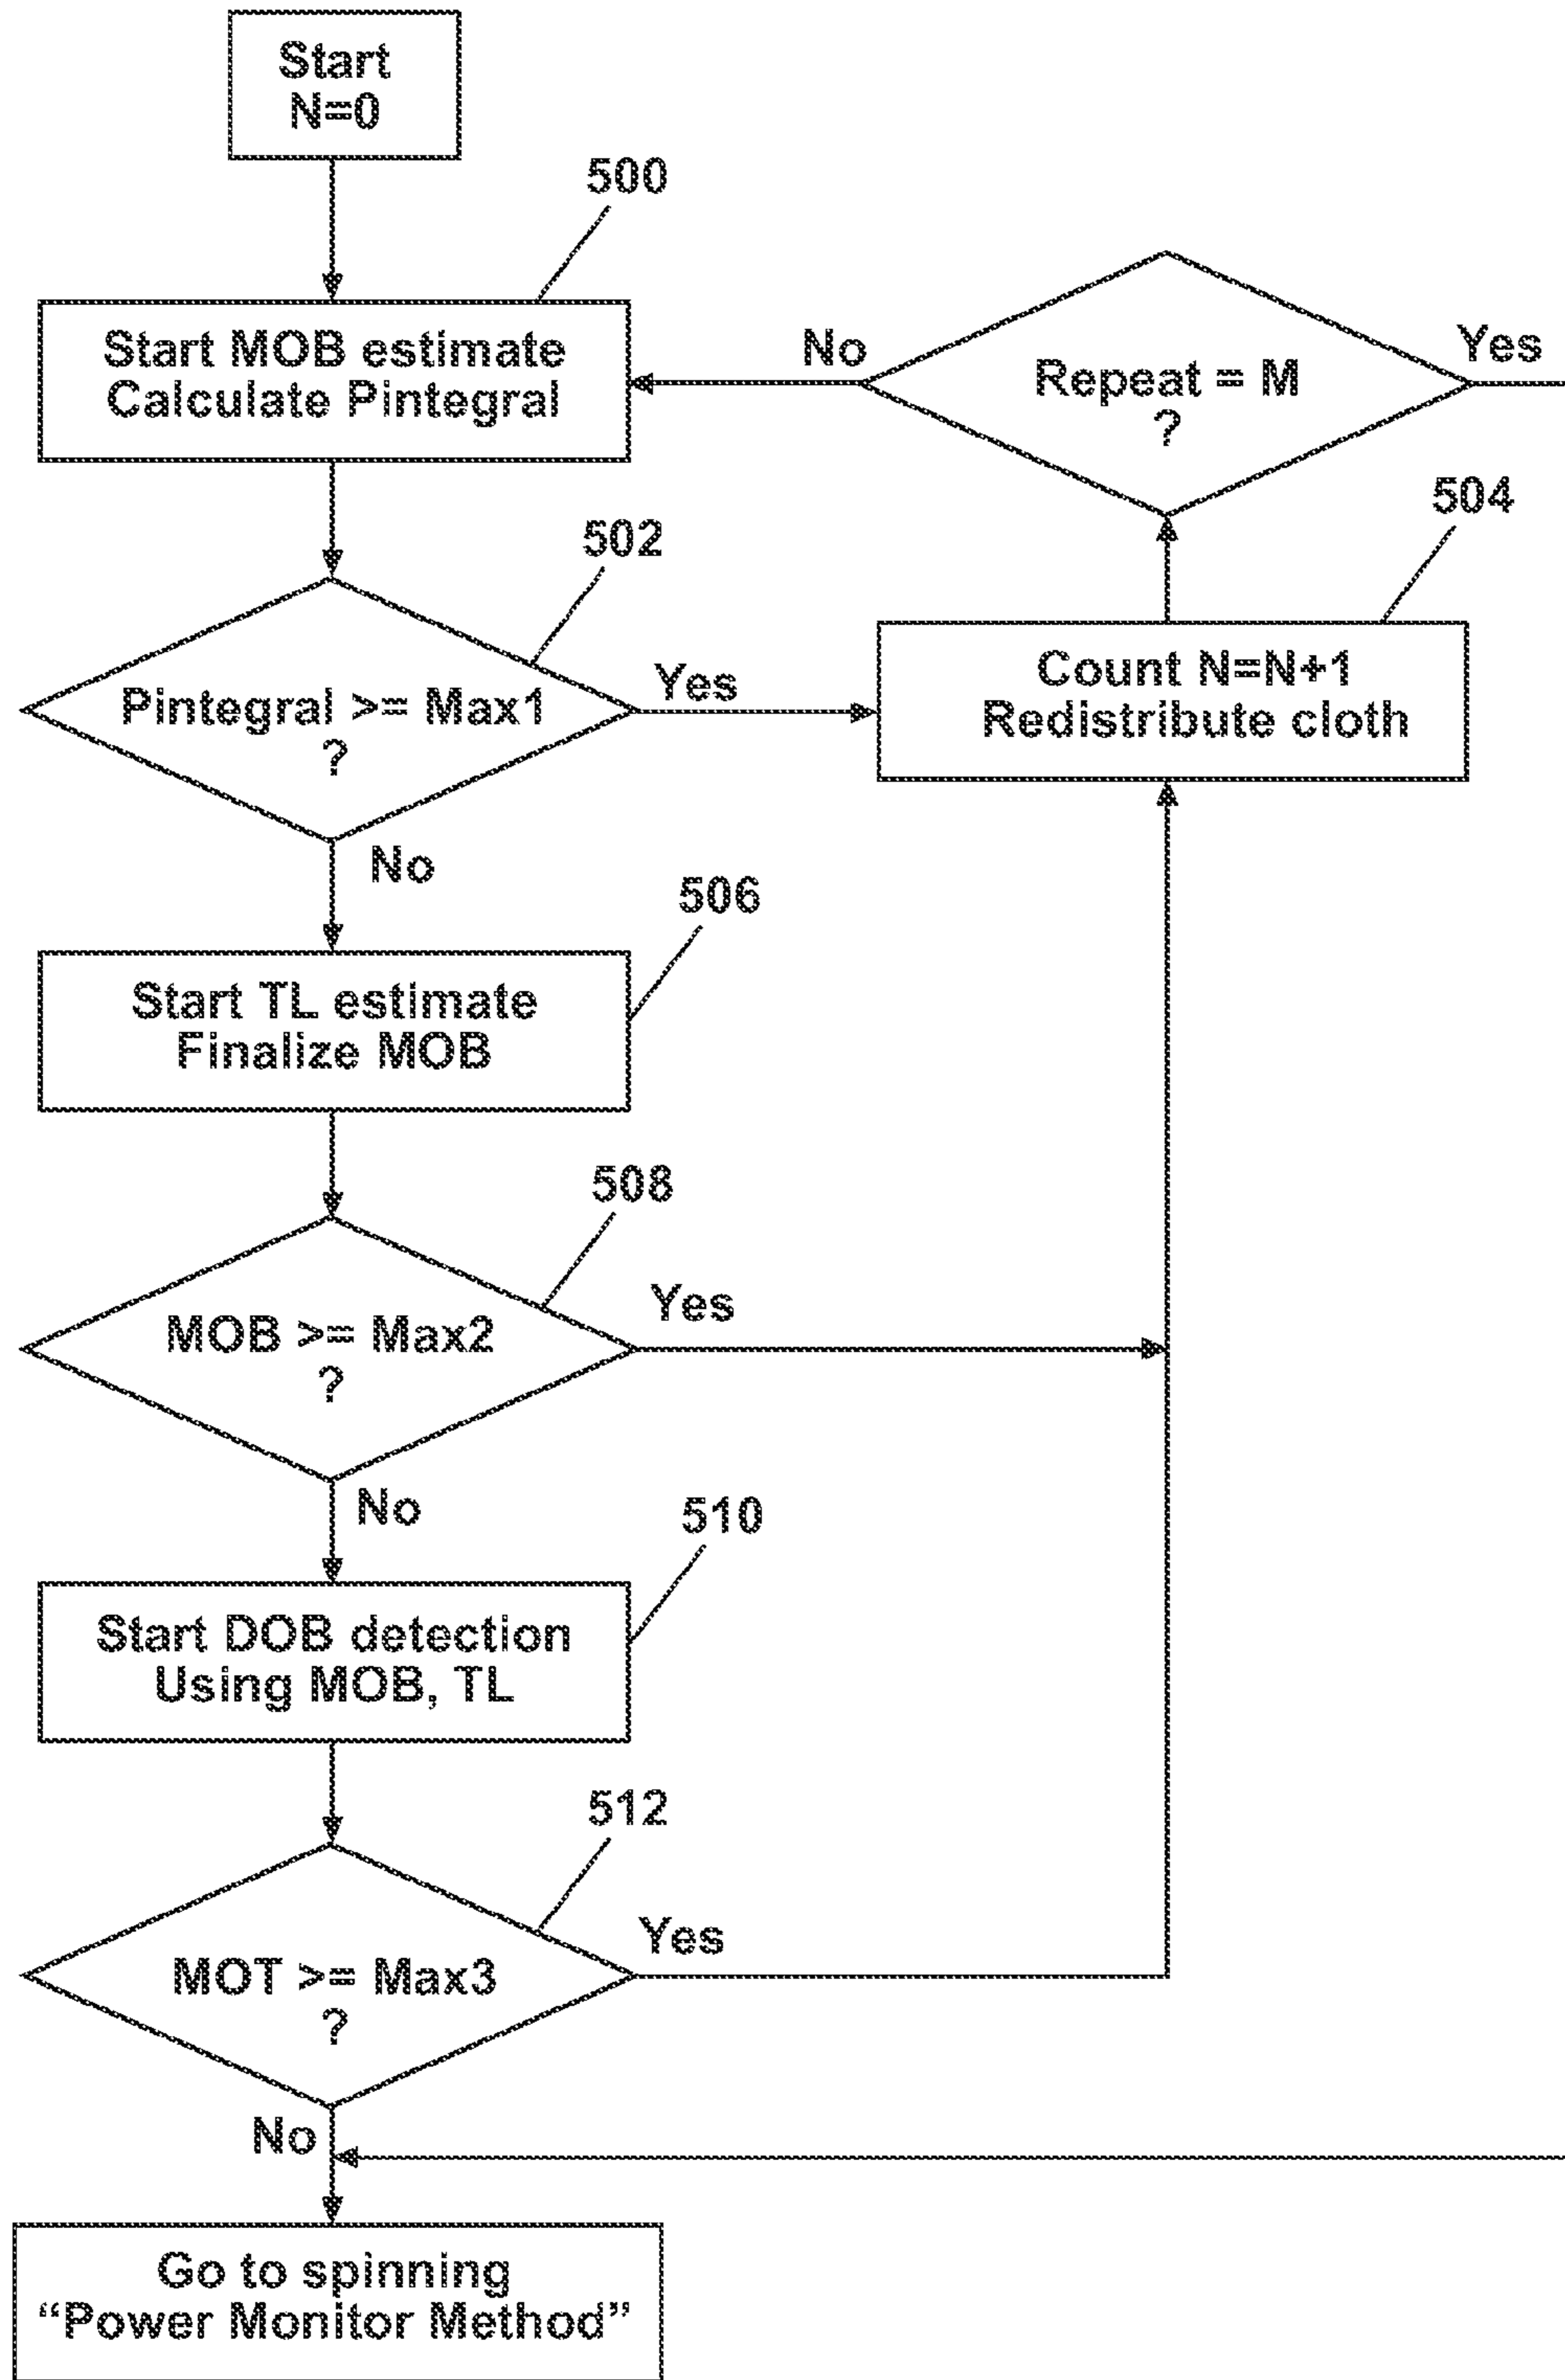 Start
N=0
500
Start MOB estimate
Calculate Pintegral
No
Repeat = M
?
Yes
502
504
Pintegral >= Max1
?
Yes
Count N=N+1
Redistribute cloth
No
506
Start TL estimate
Finalize MOB
508
MOB >= Max2
?
Yes
No
510
Start DOB detection
Using MOB, TL
512
MOT >= Max3
?
Yes
No
Go to spinning
“Power Monitor Method”